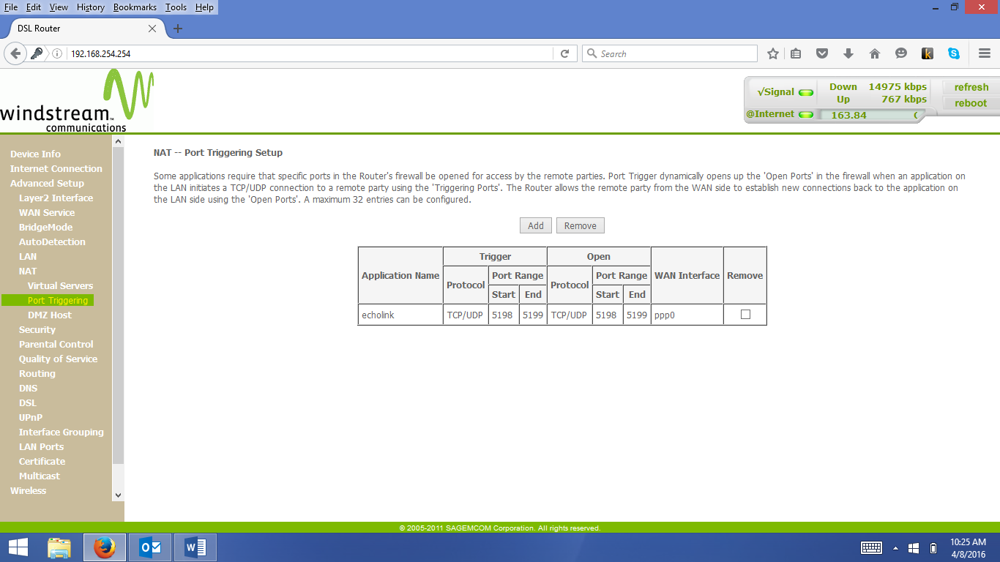 File Edit View History Bookmarks Tools Help
DSL Router
192.168.254.254
Search
windstream™
communications
√Signal Down 14975 kbps
Up 767 kbps
@Internet 163.84
refresh
reboot
Device Info
Internet Connection
Advanced Setup
Layer2 Interface
WAN Service
BridgeMode
AutoDetection
LAN
NAT
Virtual Servers
Port Triggering
DMZ Host
Security
Parental Control
Quality of Service
Routing
DNS
DSL
UPnP
Interface Grouping
LAN Ports
Certificate
Multicast
Wireless
NAT -- Port Triggering Setup
Some applications require that specific ports in the Router's firewall be opened for access by the remote parties. Port Trigger dynamically opens up the 'Open Ports' in the firewall when an application on
the LAN initiates a TCP/UDP connection to a remote party using the 'Triggering Ports'. The Router allows the remote party from the WAN side to establish new connections back to the application on
the LAN side using the 'Open Ports'. A maximum 32 entries can be configured.
Add Remove
Trigger Open
Application Name Protocol Port Range Protocol Port Range WAN Interface Remove
Start End Start End
echolink TCP/UDP 5198 5199 TCP/UDP 5198 5199 ppp0
© 2005-2011 SAGEMCOM Corporation. All rights reserved.
10:25 AM
4/8/2016